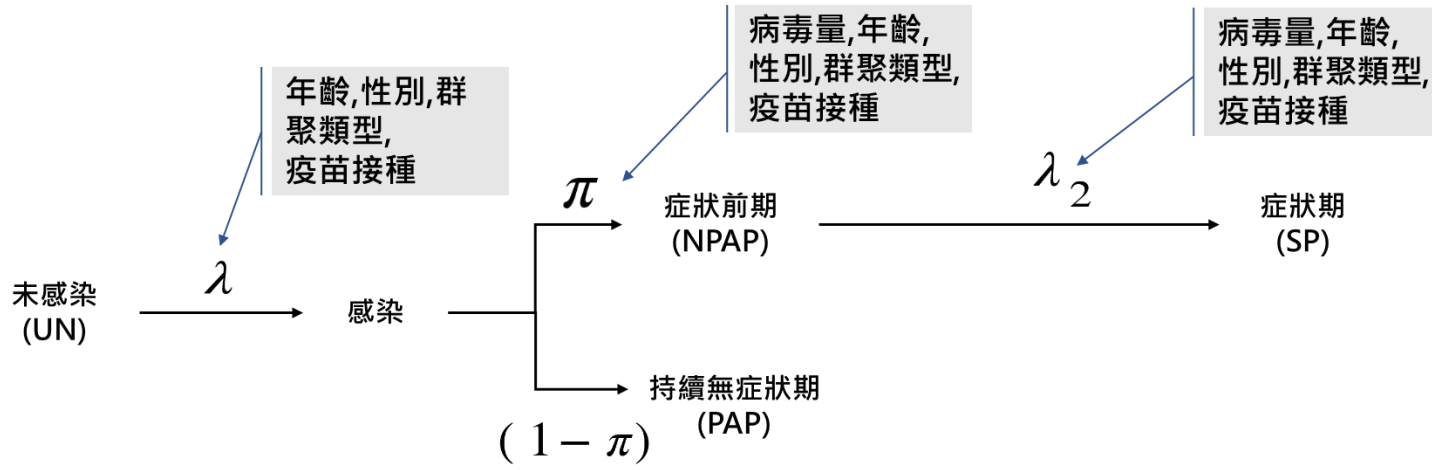 年齡,性別,群
聚類型,
疫苗接種
病毒量,年齡,
性別,群聚類型,
疫苗接種
病毒量,年齡,
性別,群聚類型,
疫苗接種
λ
π
λ₂
未感染
(UN)
感染
症狀前期
(NPAP)
症狀期
(SP)
持續無症狀期
(PAP)
( 1 − π)